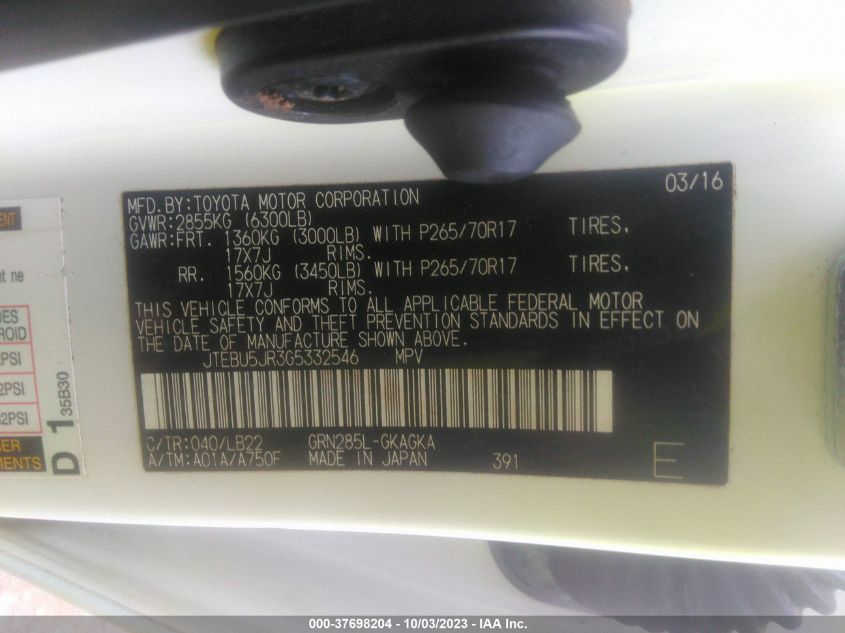 MFD.BY:TOYOTA MOTOR CORPORATION 03/16
GVWR:2855KG (6300LB)
GAWR:FRT. 1360KG (3000LB) WITH P265/70R17 TIRES,
17X7J RIMS.
RR. 1560KG (3450LB) WITH P265/70R17 TIRES,
17X7J RIMS.
THIS VEHICLE CONFORMS TO ALL APPLICABLE FEDERAL MOTOR
VEHICLE SAFETY AND THEFT PREVENTION STANDARDS IN EFFECT ON
THE DATE OF MANUFACTURE SHOWN ABOVE.
JTEBU5JR3G5332546 MPV
C/TR:040/LB22 GRN285L-GKAGKA
A/TM:A01A/A750F MADE IN JAPAN 391 E
D 1 35B30
000-37698204 - 10/03/2023 - IAA Inc.